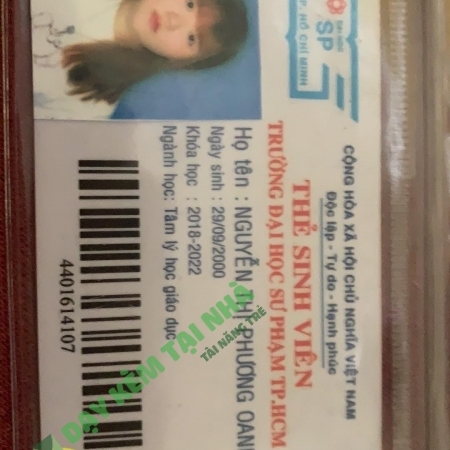 ĐẠI HỌC
SP
TP. HỒ CHÍ MINH
CỘNG HÒA XÃ HỘI CHỦ NGHĨA VIỆT NAM
Độc lập - Tự do - Hạnh phúc
THẺ SINH VIÊN
TRƯỜNG ĐẠI HỌC SƯ PHẠM TP.HCM
Họ tên : NGUYỄN THỊ PHƯƠNG OANH
Ngày sinh : 29/09/2000
Khóa học : 2018-2022
Ngành học: Tâm lý học giáo dục
4401614107
DẠY KÈM TẠI NHÀ
TÀI NĂNG TRẺ